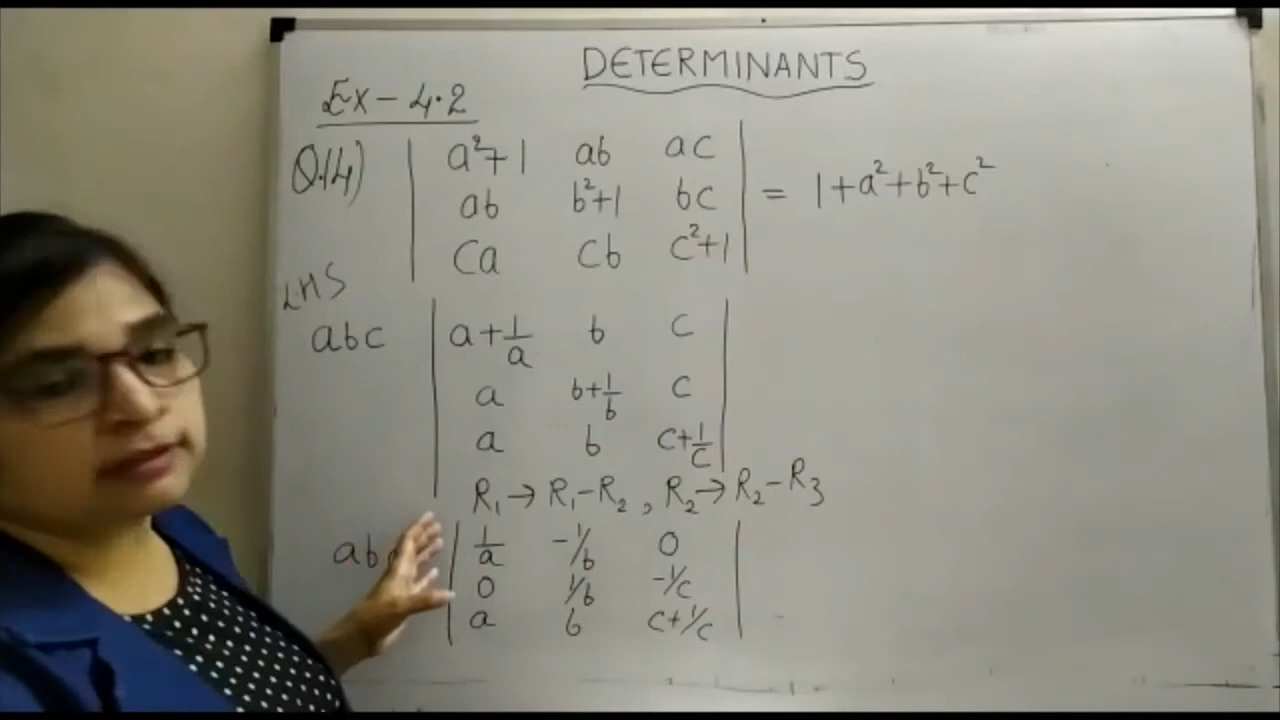 DETERMINANTS
Ex - 4.2
Q.14) | a²+1 ab ac |
| ab b²+1 bc | = 1+a²+b²+c²
| Ca Cb c²+1 |
LHS
abc | a+1/a b c |
| a b+1/b c |
| a b c+1/c |
R₁→R₁-R₂, R₂→R₂-R₃
ab | 1/a -1/b 0 |
| 0 1/b -1/c |
| a b c+1/c |